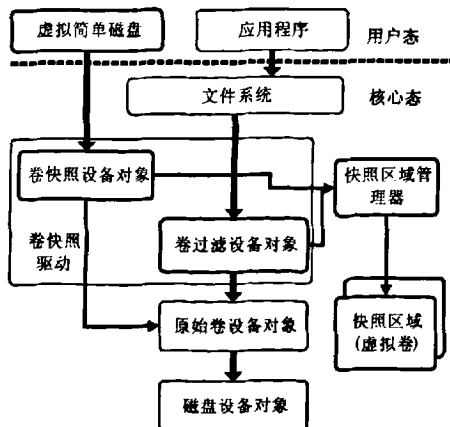 虚拟简单磁盘
应用程序
用户态
文件系统
核心态
卷快照设备对象
快照区域管
理器
卷快照
驱动
卷过滤设备对象
原始卷设备对象
快照区域
(虚拟卷)
磁盘设备对象